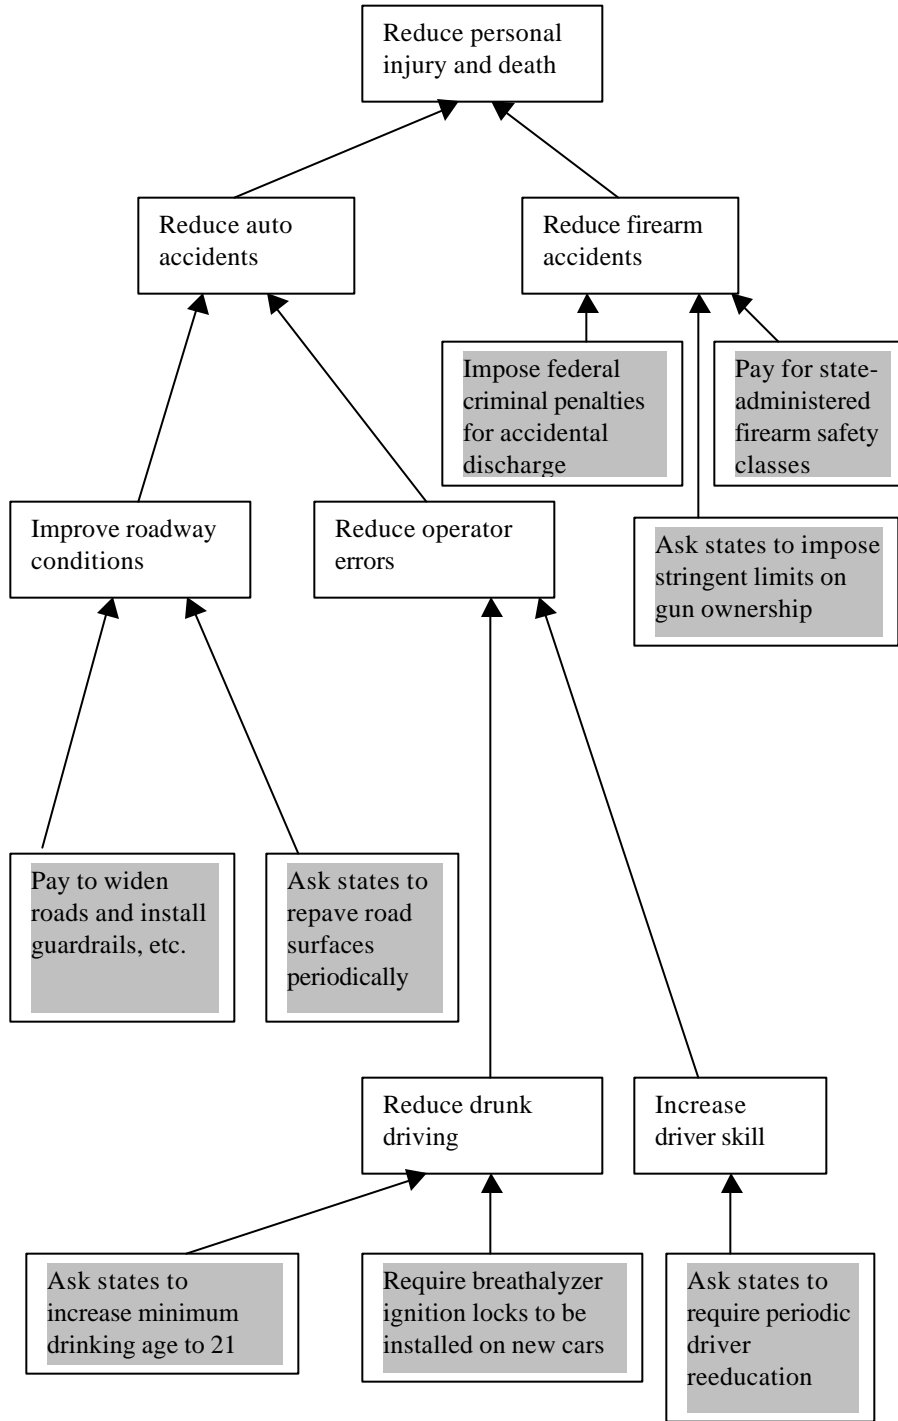 Reduce personal
injury and death
Reduce auto
accidents
Reduce firearm
accidents
Impose federal
criminal penalties
for accidental
discharge
Pay for state-
administered
firearm safety
classes
Improve roadway
conditions
Reduce operator
errors
Ask states to impose
stringent limits on
gun ownership
Pay to widen
roads and install
guardrails, etc.
Ask states to
repave road
surfaces
periodically
Reduce drunk
driving
Increase
driver skill
Ask states to
increase minimum
drinking age to 21
Require breathalyzer
ignition locks to be
installed on new cars
Ask states to
require periodic
driver
reeducation